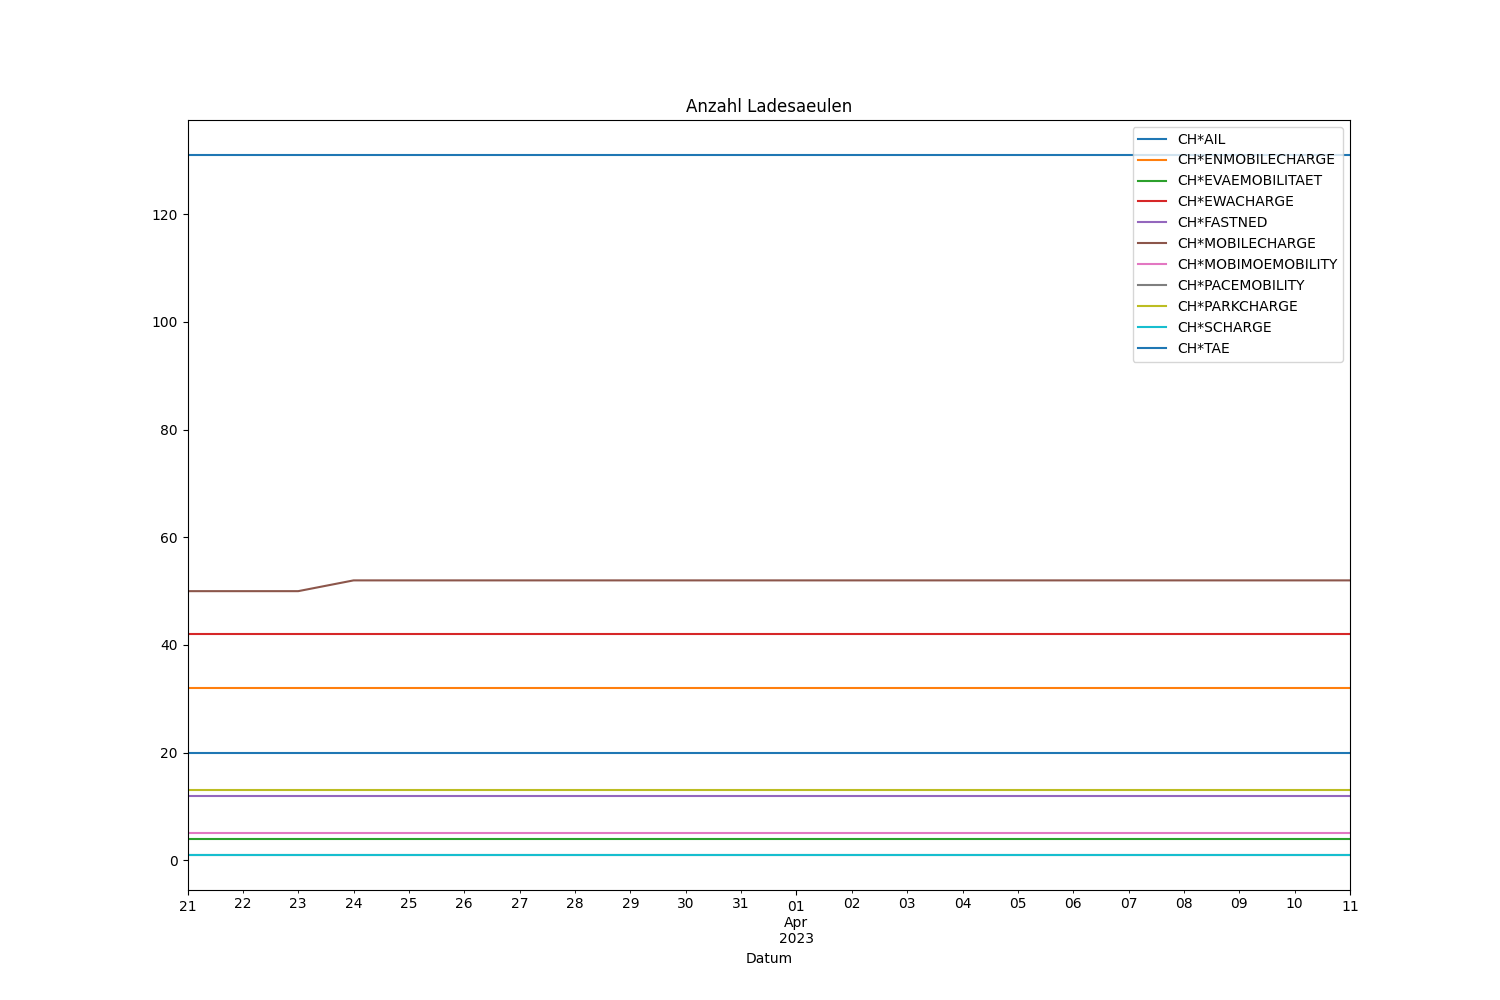 Anzahl Ladesaeulen
CH*AIL
CH*ENMOBILECHARGE
CH*EVAEMOBILITAET
CH*EWACHARGE
CH*FASTNED
CH*MOBILECHARGE
CH*MOBIMOEMOBILITY
CH*PACEMOBILITY
CH*PARKCHARGE
CH*SCHARGE
CH*TAE
120
100
80
60
40
20
0
21 22 23 24 25 26 27 28 29 30 31 01 02 03 04 05 06 07 08 09 10 11
Apr
2023
Datum